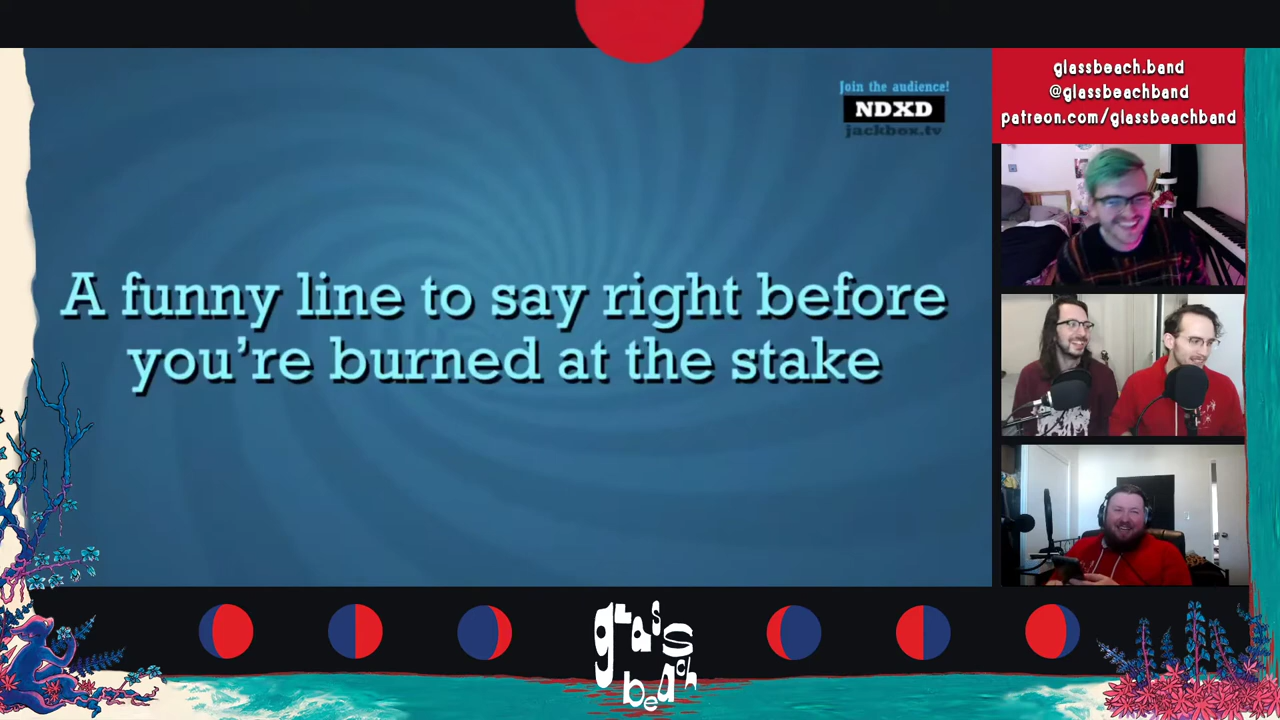 Join the audience!
NDXD
jackbox.tv
A funny line to say right before
you're burned at the stake
glassbeach.band
@glassbeachband
patreon.com/glassbeachband
glass
beach